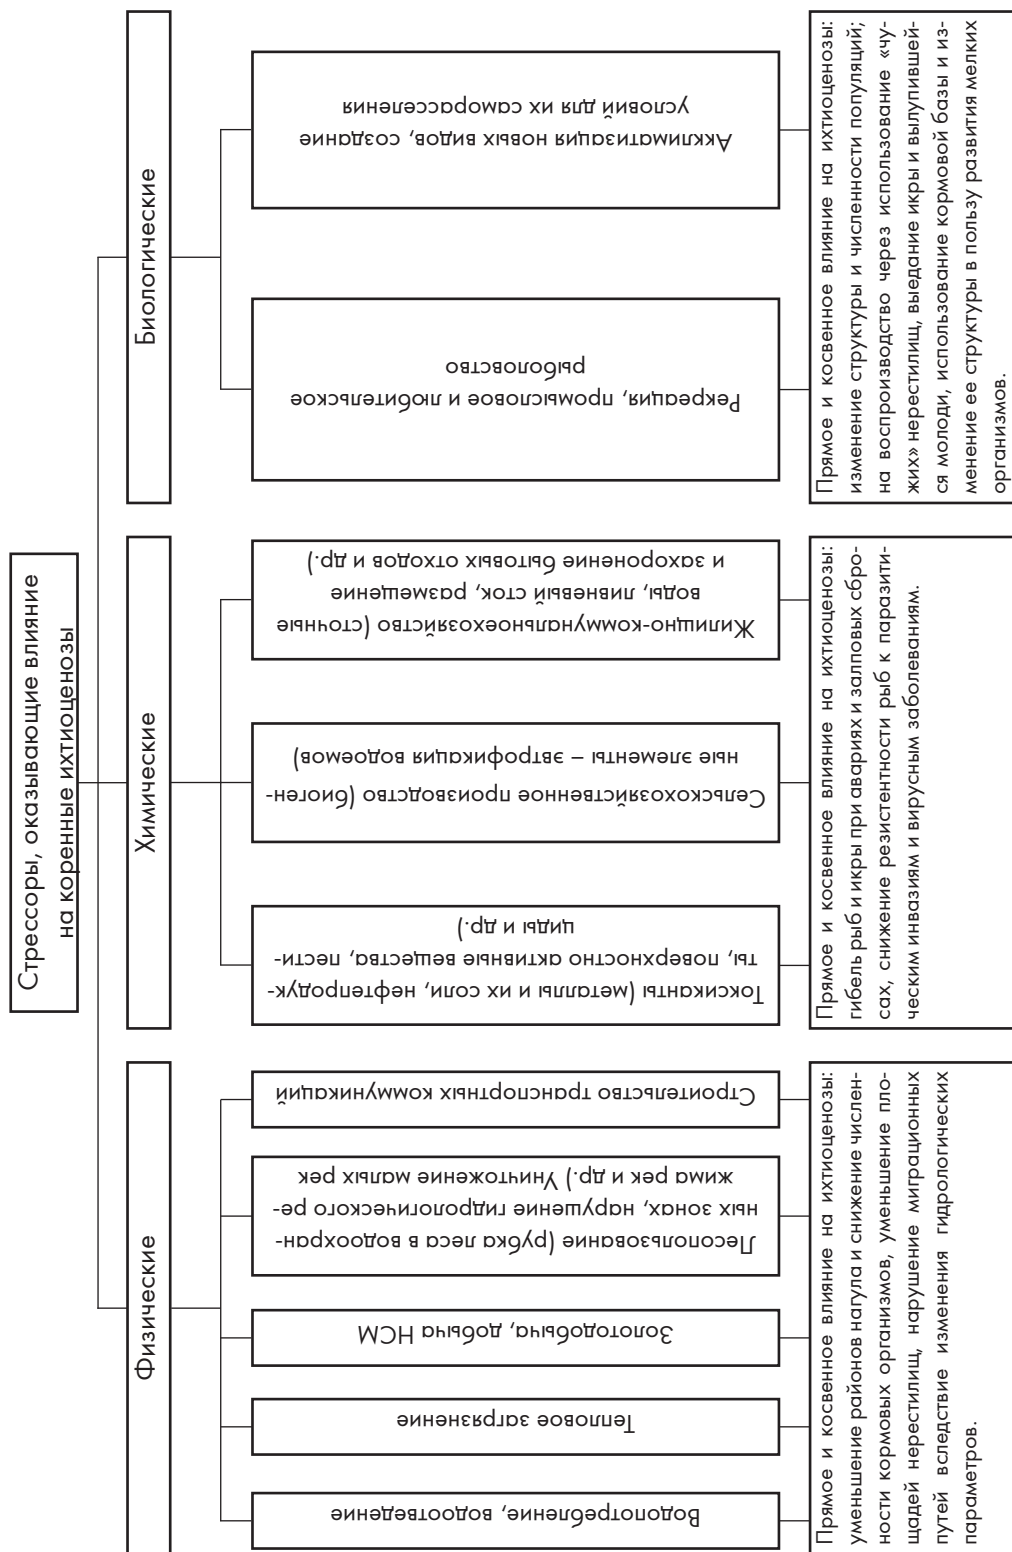 Стрессоры, оказывающие влияние
на коренные ихтиоценозы
Физические
Водопотребление, водоотведение
Тепловое загрязнение
Золотодобыча, добыча НСМ
Лесопользование (рубка леса в водоохран-
ных зонах, нарушение гидрологического ре-
жима рек и др.) Уничтожение малых рек
Строительство транспортных коммуникаций
Прямое и косвенное влияние на ихтиоценозы:
уменьшение районов нагула и снижение числен-
ности кормовых организмов, уменьшение пло-
щадей нерестилищ, нарушение миграционных
путей вследствие изменения гидрологических
параметров.
Химические
Токсиканты (металлы и их соли, нефтепродук-
ты, поверхностно активные вещества, пести-
циды и др.)
Сельскохозяйственное производство (биоген-
ные элементы – эвтрофикация водоемов)
Жилищно-коммунальноехозяйство (сточные
воды, ливневый сток, размещение
и захоронение бытовых отходов и др.)
Прямое и косвенное влияние на ихтиоценозы:
гибель рыб и икры при авариях и залповых сбро-
сах, снижение резистентности рыб к паразити-
ческим инвазиям и вирусным заболеваниям.
Биологические
Рекреация, промысловое и любительское
рыболовство
Акклиматизация новых видов, создание
условий для их саморасселения
Прямое и косвенное влияние на ихтиоценозы:
изменение структуры и численности популяций;
на воспроизводство через использование «чу-
жих» нерестилищ, выедание икры и вылупившей-
ся молоди, использование кормовой базы и из-
менение ее структуры в пользу развития мелких
организмов.